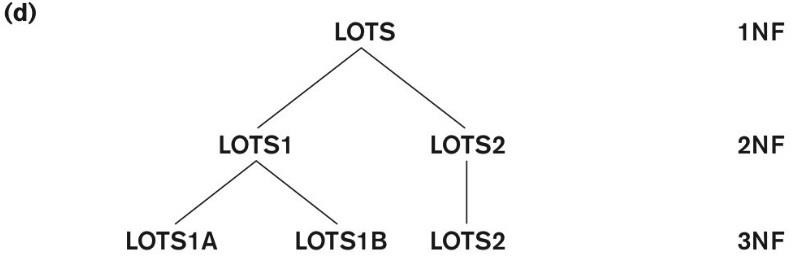 (d)
LOTS 1NF
LOTS1 LOTS2 2NF
LOTS1A LOTS1B LOTS2 3NF